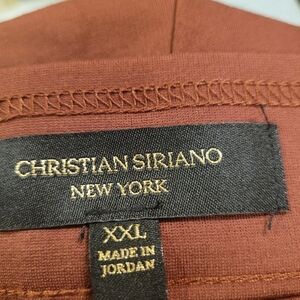 CHRISTIAN SIRIANO
NEW YORK
XXL
MADE IN
JORDAN